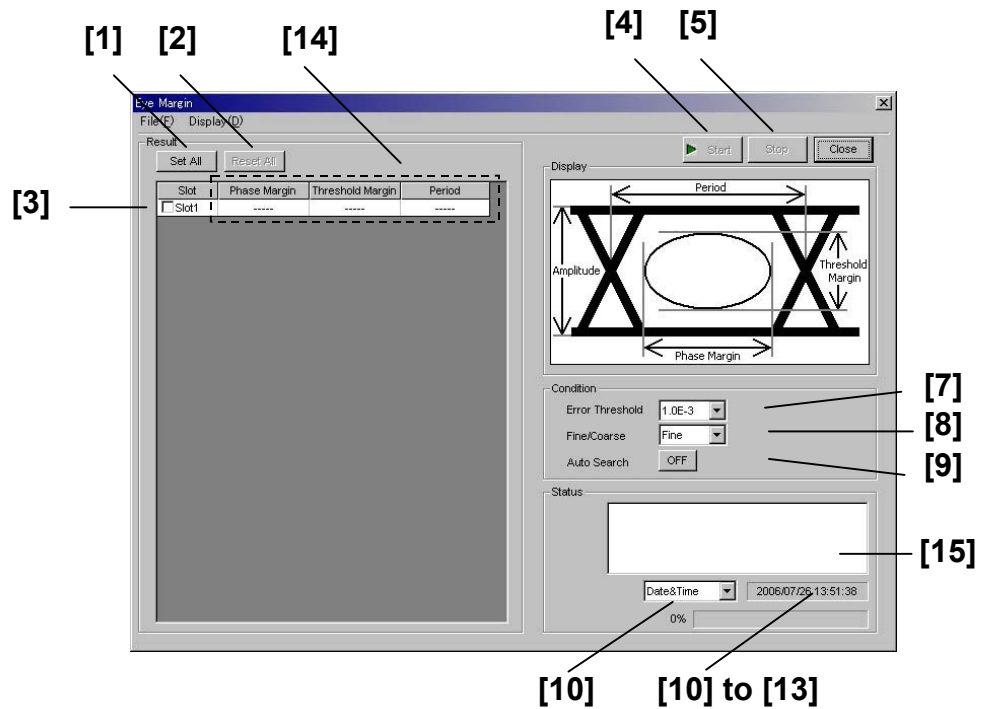 [1] [2] [14] [4] [5]
Eye Margin
File(F) Display(D)
Result
Set All Reset All
Start Stop Close
Display
[3]
Slot Phase Margin Threshold Margin Period
Slot1 ----- ----- -----
Period
Amplitude
Threshold
Margin
Phase Margin
Condition
Error Threshold 1.0E-3 [7]
Fine/Coarse Fine [8]
Auto Search OFF [9]
Status
[15]
Date&Time 2006/07/26 13:51:38
0%
[10] [10] to [13]